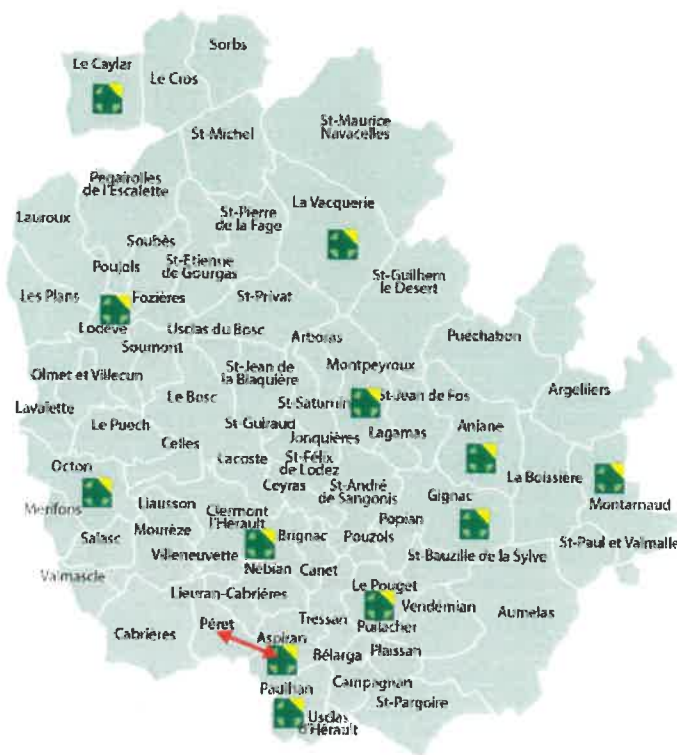 Sorbs
Le Caylar
Le Cros
St-Maurice
Navacelles
St-Michel
Pégairolles
de l'Escalette
La Vacquerie
Lauroux
St-Pierre
de la Fage
Soubès
Poujols
St-Etienne
de Gourgas
St-Guilhem
le Desert
Les Plans
Fozières
St-Privat
Lodève
Usclas du Bosc
Arboras
Puéchabon
Soumont
Montpeyroux
St-Jean de
la Blaquière
Olmet et Villecun
Argelliers
Le Bosc
St-Saturnin
St-Jean de Fos
Lavalette
Le Puech
St-Guiraud
Lagamas
Aniane
Celles
Jonquières
Octon
Lacoste
St-Félix
de Lodez
La Boissière
Ceyras
St-André
de Sangonis
Gignac
Montarnaud
Merifons
Liausson
Clermont
l'Hérault
Popian
Salasc
Mourèze
Brignac
Pouzols
St-Paul et Valmalle
Villeneuvette
St-Bauzille de la Sylve
Nébian
Canet
Valmascle
Le Pouget
Lieuran-Cabrières
Vendémian
Aumelas
Tressan
Puilacher
Péret
Cabrières
Aspiran
Bélarga
Plaissan
Paulhan
Campagnan
St-Pargoire
Usclas
d'Hérault